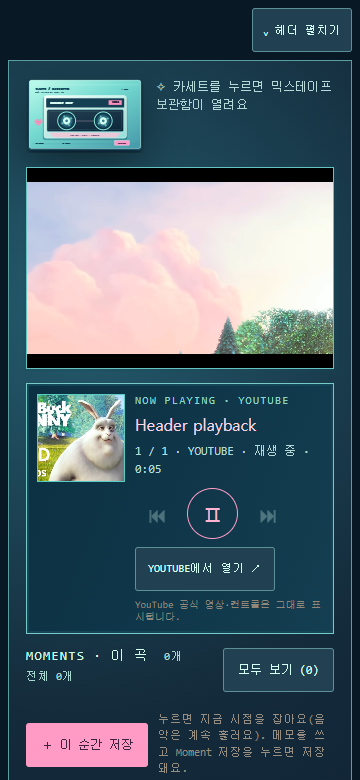 ⌄ 헤더 펼치기
✧ 카세트를 누르면 믹스테이프
보관함이 열려요
NOW PLAYING · YOUTUBE
Header playback
1 / 1 · YOUTUBE · 재생 중 ·
0:05
YOUTUBE에서 열기 ↗
YouTube 공식 영상·컨트롤은 그대로 표
시됩니다.
MOMENTS · 이 곡 0개
전체 0개
모두 보기 (0)
+ 이 순간 저장
누르면 지금 시점을 잡아요(음
악은 계속 흘러요). 메모를 쓰
고 Moment 저장을 누르면 저장
돼요.